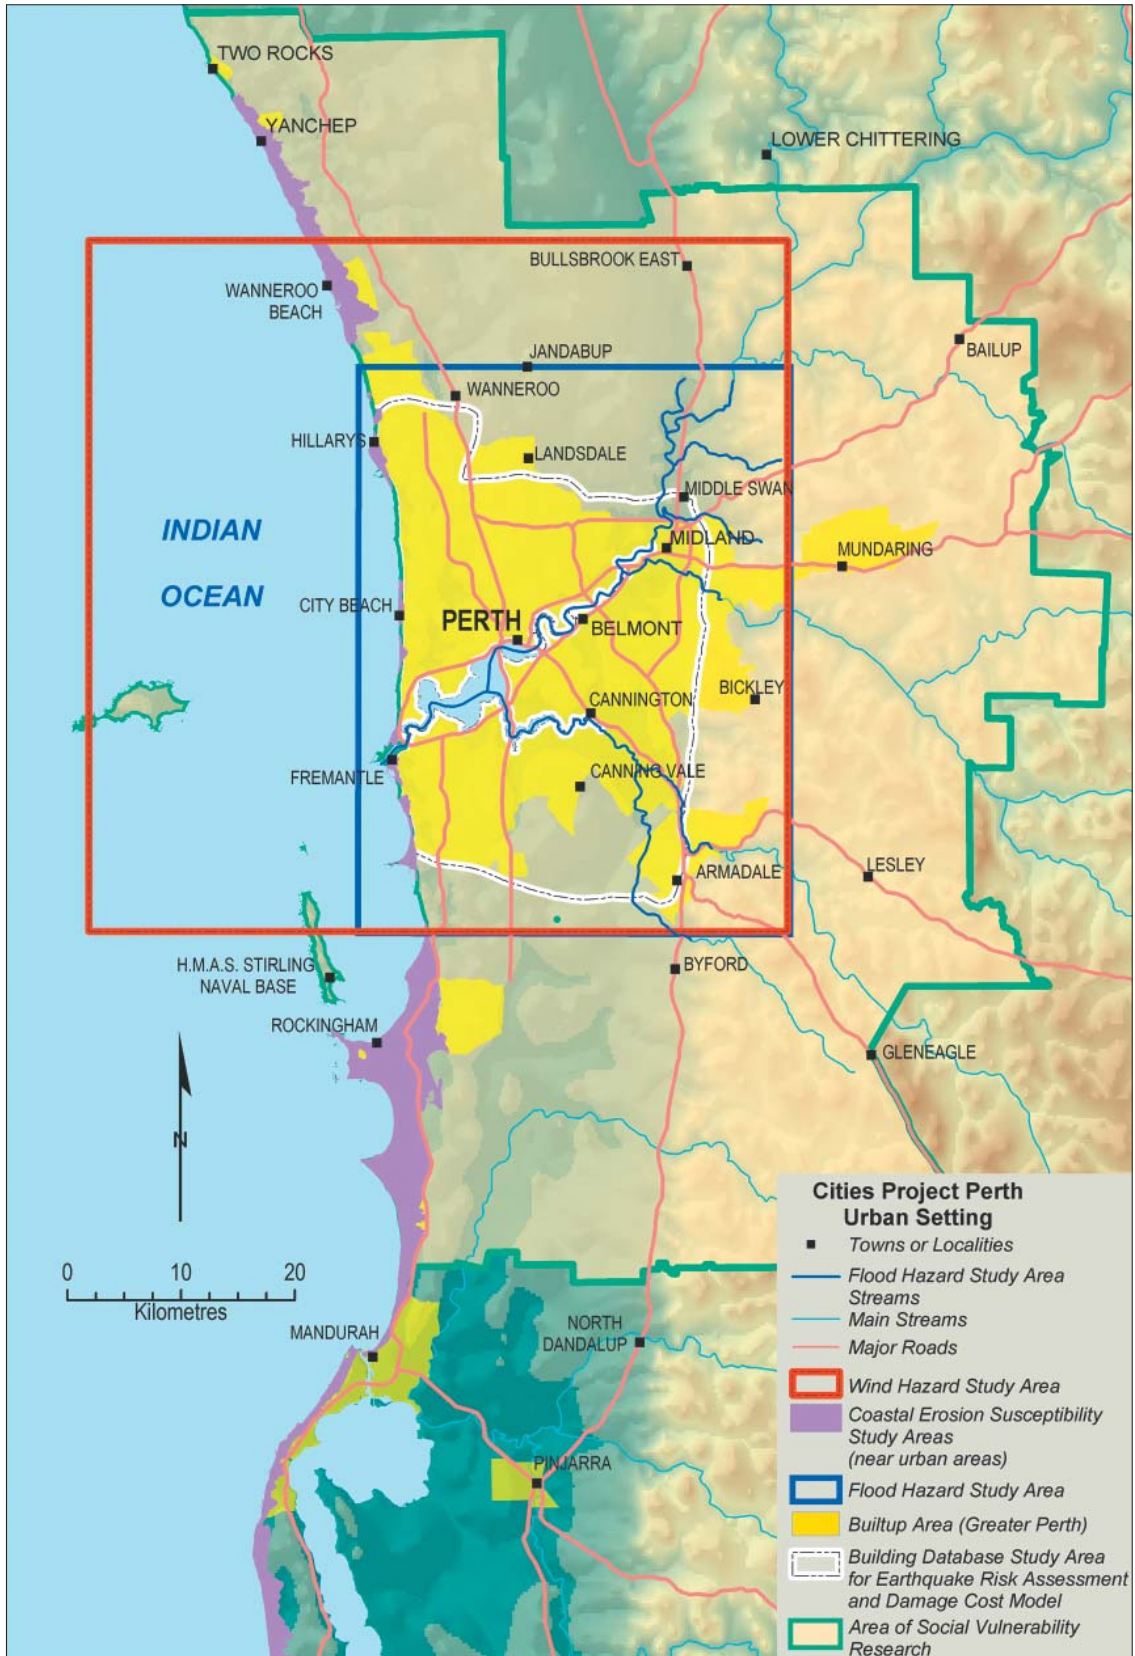 TWO ROCKS
YANCHEP
LOWER CHITTERING
BULLSBROOK EAST
WANNEROO
BEACH
JANDABUP
BAILUP
WANNEROO
HILLARYS
LANDSDALE
MIDDLE SWAN
INDIAN
OCEAN
MIDLAND
MUNDARING
CITY BEACH
PERTH
BELMONT
BICKLEY
CANNINGTON
FREMANTLE
CANNING VALE
ARMADALE
LESLEY
H.M.A.S. STIRLING
NAVAL BASE
BYFORD
ROCKINGHAM
GLENEAGLE
N
0 10 20
Kilometres
MANDURAH
NORTH
DANDALUP
PINJARRA
Cities Project Perth
Urban Setting
Towns or Localities
Flood Hazard Study Area
Streams
Main Streams
Major Roads
Wind Hazard Study Area
Coastal Erosion Susceptibility
Study Areas
(near urban areas)
Flood Hazard Study Area
Builtup Area (Greater Perth)
Building Database Study Area
for Earthquake Risk Assessment
and Damage Cost Model
Area of Social Vulnerability
Research